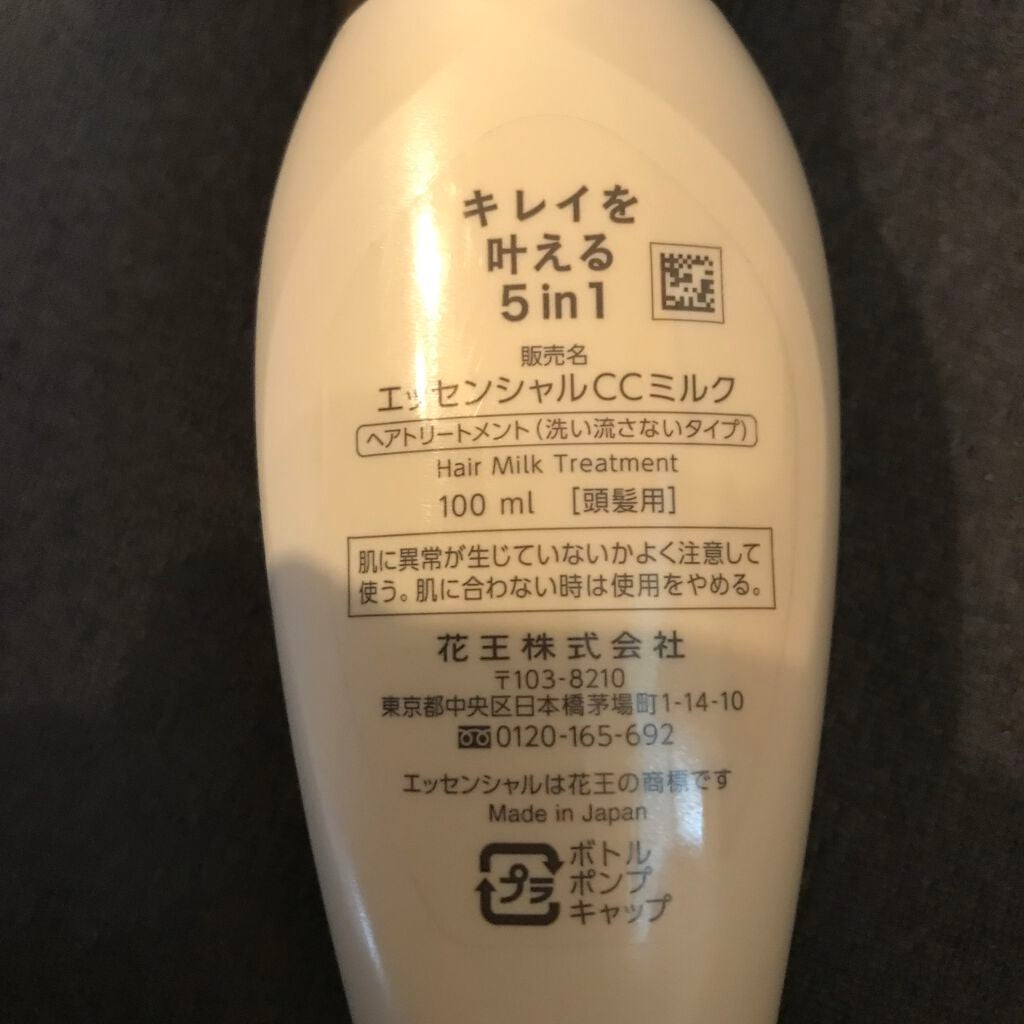 キレイを
叶える
5 in 1
販売名
エッセンシャルCCミルク
ヘアトリートメント(洗い流さないタイプ)
Hair Milk Treatment
100 ml [頭髪用]
肌に異常が生じていないかよく注意して
使う。肌に合わない時は使用をやめる。
花王株式会社
〒103-8210
東京都中央区日本橋茅場町1-14-10
0120-165-692
エッセンシャルは花王の商標です
Made in Japan
プラ
ボトル
ポンプ
キャップ